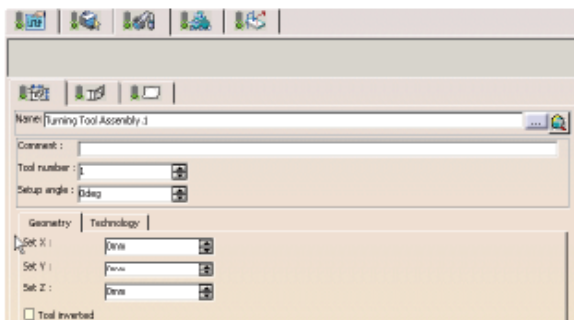 Name: Turning Tool Assembly .1
...
Comment :
Tool number : 1
Setup angle : 0deg
Geometry Technology
Set X : 0mm
Set Y : 0mm
Set Z : 0mm
Tool inverted